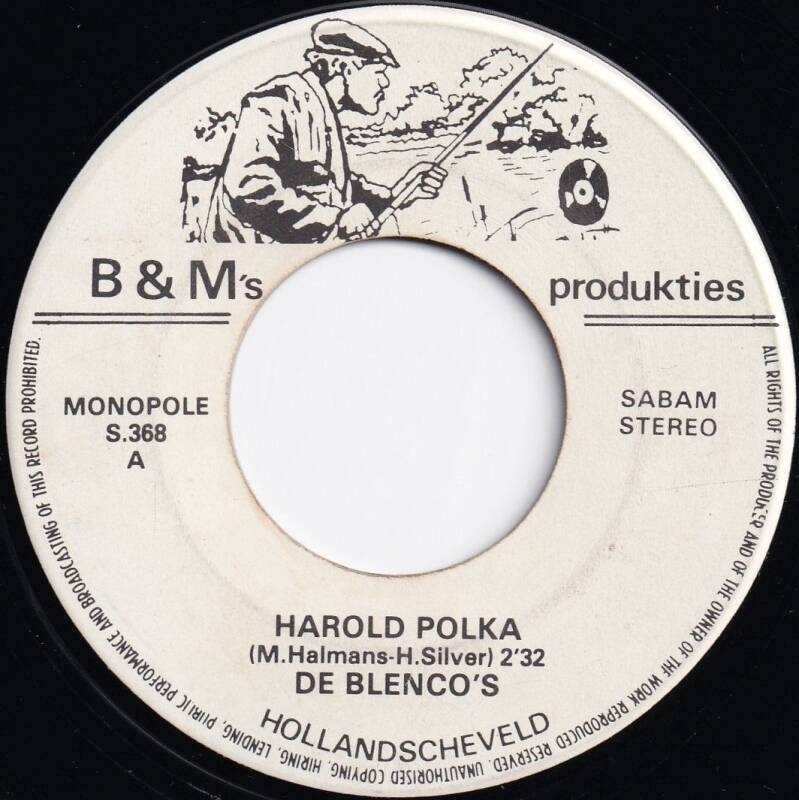 B & M's produkties
MONOPOLE
S.368
A
SABAM
STEREO
HAROLD POLKA
(M.Halmans-H.Silver) 2'32
DE BLENCO'S
HOLLANDSCHEVELD
ALL RIGHTS OF THE PRODUCER AND OF THE OWNER OF THE WORK REPRODUCED RESERVED. UNAUTHORISED COPYING, HIRING, LENDING, PUBLIC PERFORMANCE AND BROADCASTING OF THIS RECORD PROHIBITED.